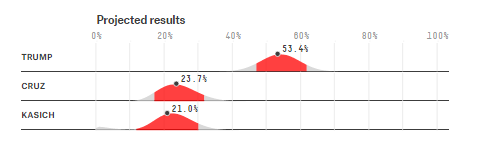 Projected results
0% 20% 40% 60% 80% 100%
TRUMP 53.4%
CRUZ 23.7%
KASICH 21.0%